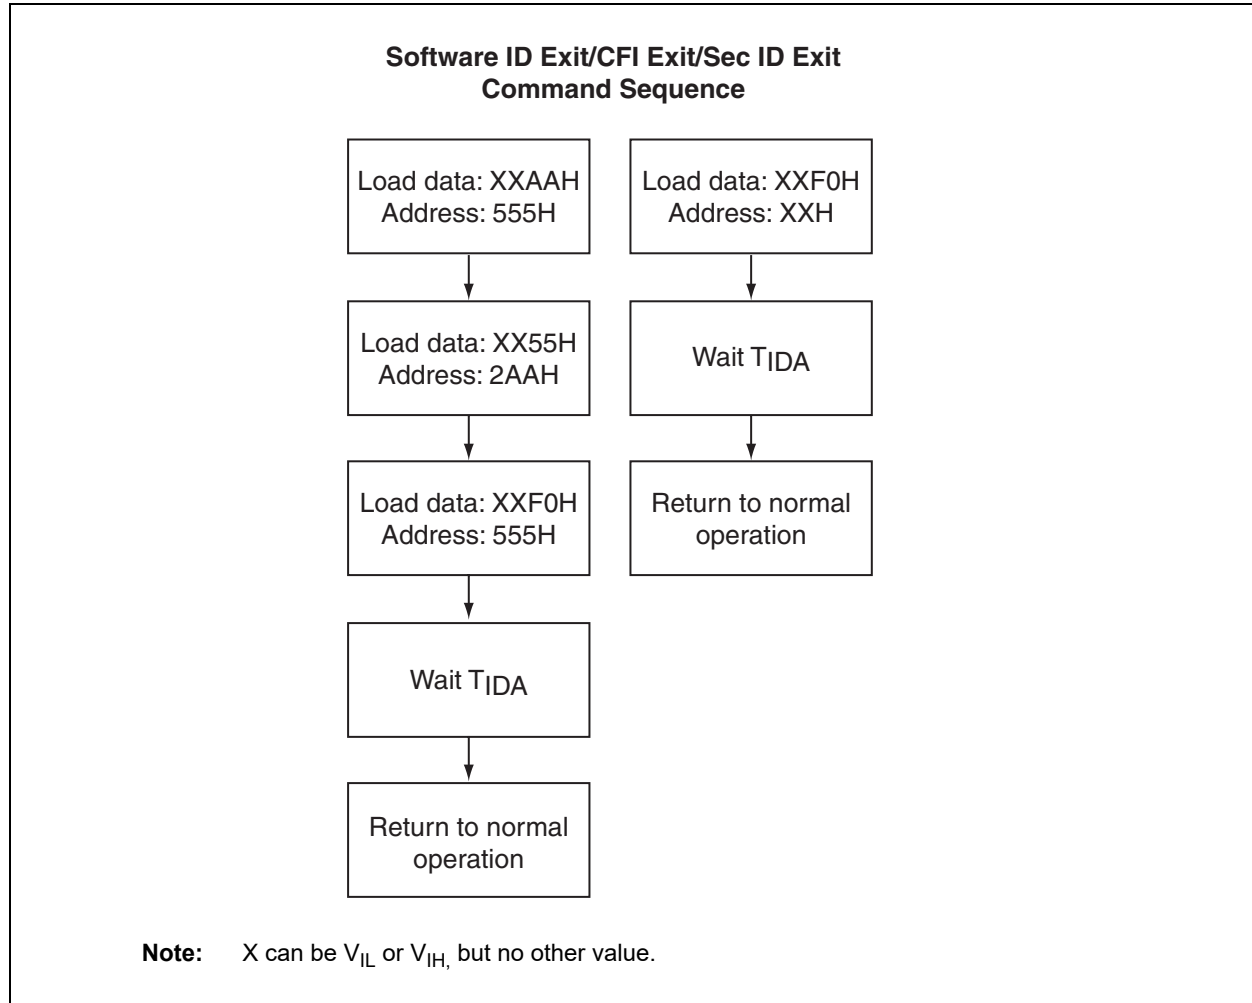 Software ID Exit/CFI Exit/Sec ID Exit
Command Sequence
Load data: XXAAH
Address: 555H
Load data: XX55H
Address: 2AAH
Load data: XXF0H
Address: 555H
Wait TIDA
Return to normal
operation
Load data: XXF0H
Address: XXH
Wait TIDA
Return to normal
operation
Note: X can be VIL or VIH, but no other value.